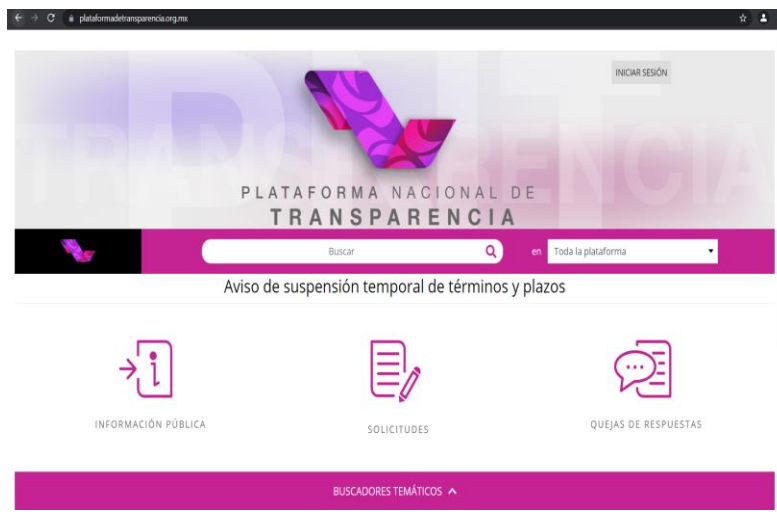 plataformadetransparencia.org.mx
PNT
TRANSPARENCIA
INICIAR SESIÓN
PLATAFORMA NACIONAL DE
TRANSPARENCIA
Buscar
en Toda la plataforma
Aviso de suspensión temporal de términos y plazos
INFORMACIÓN PÚBLICA
SOLICITUDES
QUEJAS DE RESPUESTAS
BUSCADORES TEMÁTICOS